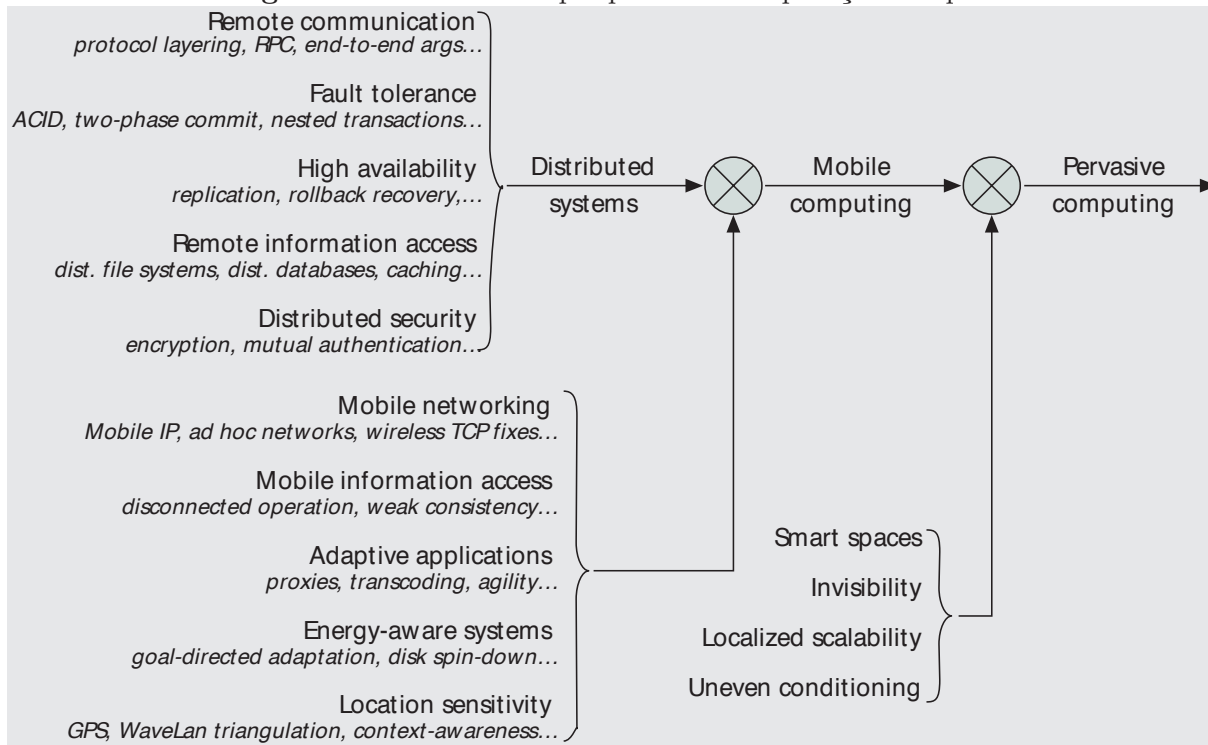 Remote communication
protocol layering, RPC, end-to-end args…
Fault tolerance
ACID, two-phase commit, nested transactions…
High availability
replication, rollback recovery,…
Remote information access
dist. file systems, dist. databases, caching…
Distributed security
encryption, mutual authentication…
Distributed
systems
Mobile
computing
Pervasive
computing
Mobile networking
Mobile IP, ad hoc networks, wireless TCP fixes…
Mobile information access
disconnected operation, weak consistency…
Adaptive applications
proxies, transcoding, agility…
Energy-aware systems
goal-directed adaptation, disk spin-down…
Location sensitivity
GPS, WaveLan triangulation, context-awareness…
Smart spaces
Invisibility
Localized scalability
Uneven conditioning